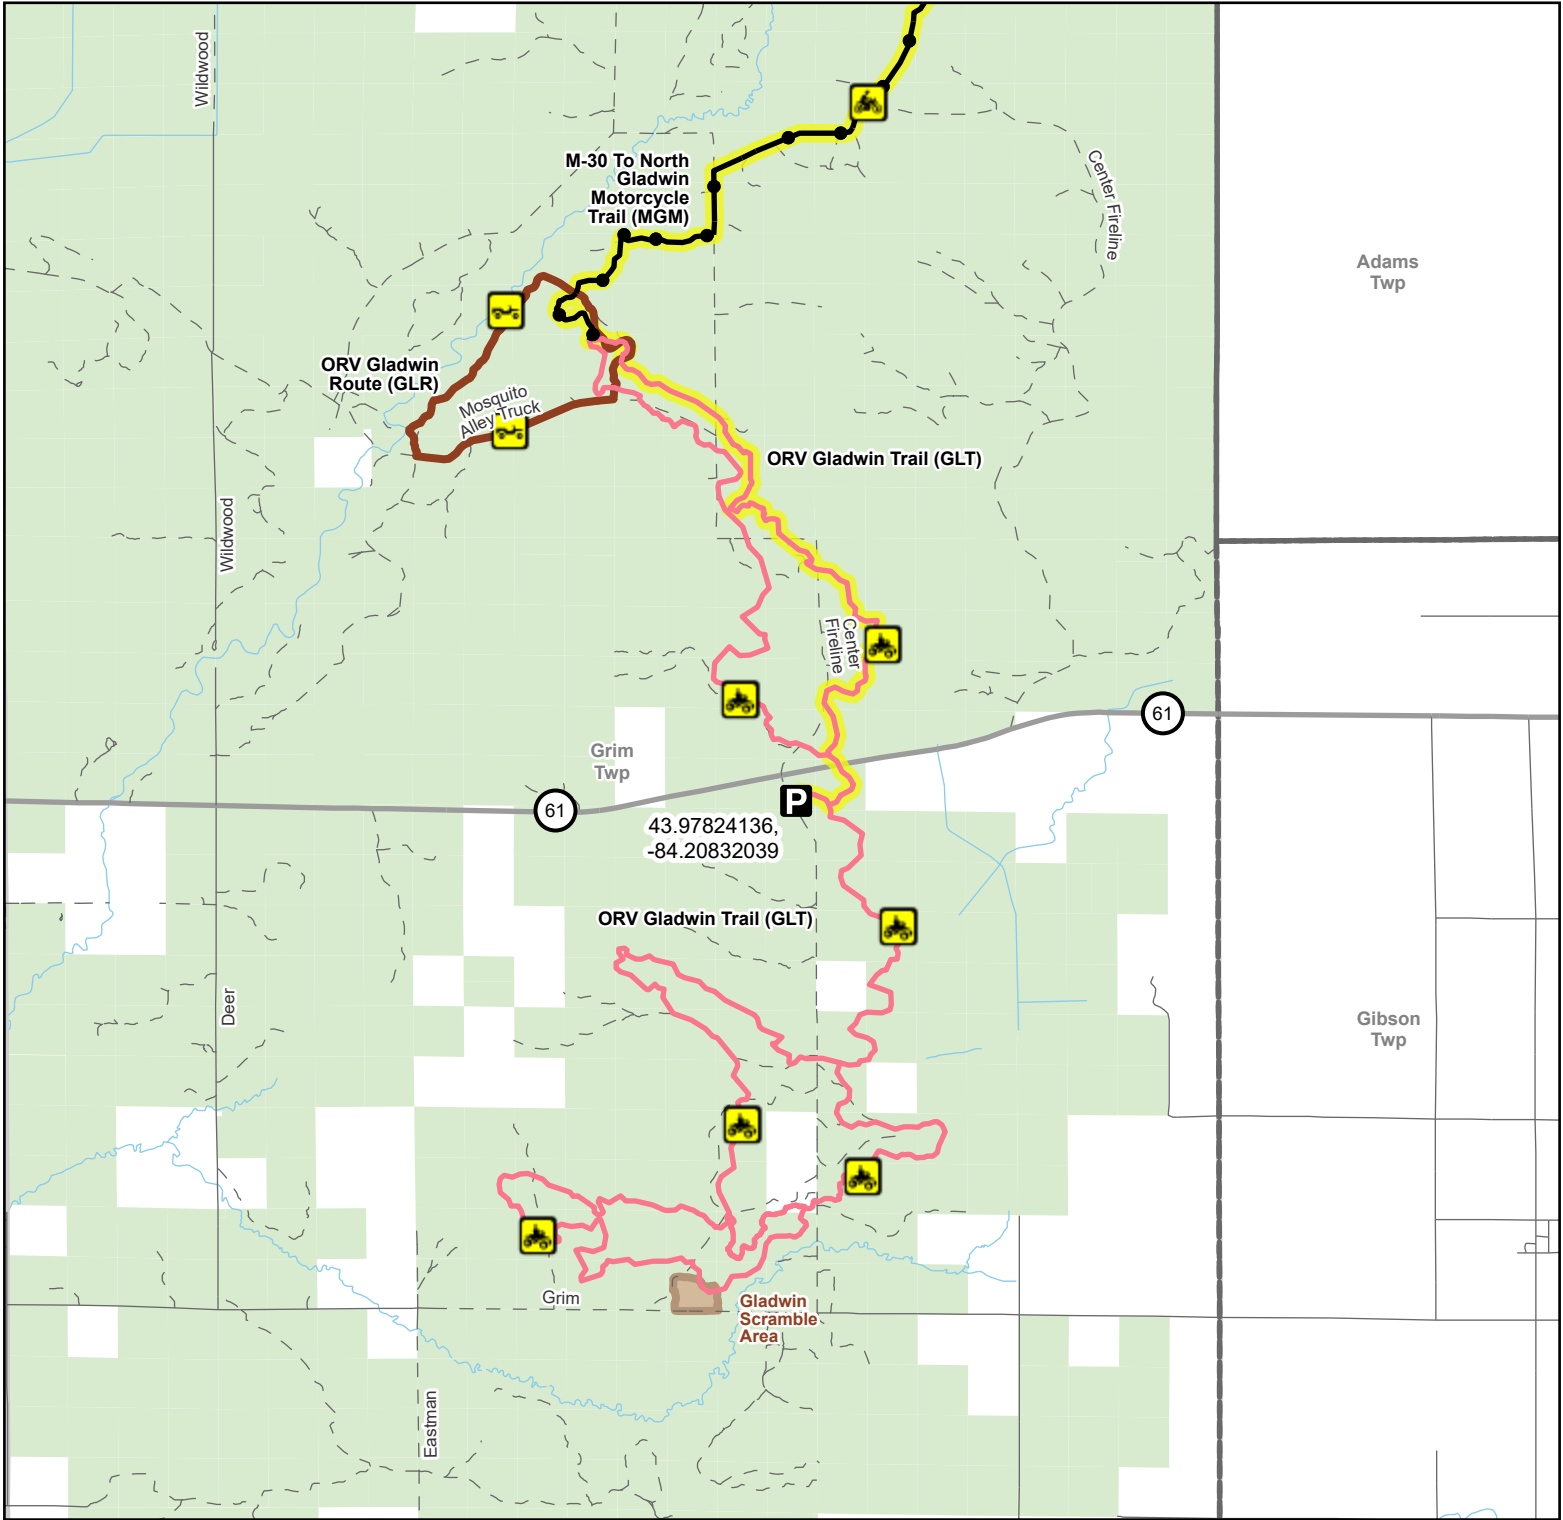 Wildwood
M-30 To North
Gladwin
Motorcycle
Trail (MGM)
Center Fireline
Adams
Twp
ORV Gladwin
Route (GLR)
Mosquito
Alley Truck
ORV Gladwin Trail (GLT)
Wildwood
Center
Fireline
61
Grim
Twp
61
P
43.97824136,
-84.20832039
ORV Gladwin Trail (GLT)
Deer
Gibson
Twp
Grim
Gladwin
Scramble
Area
Eastman